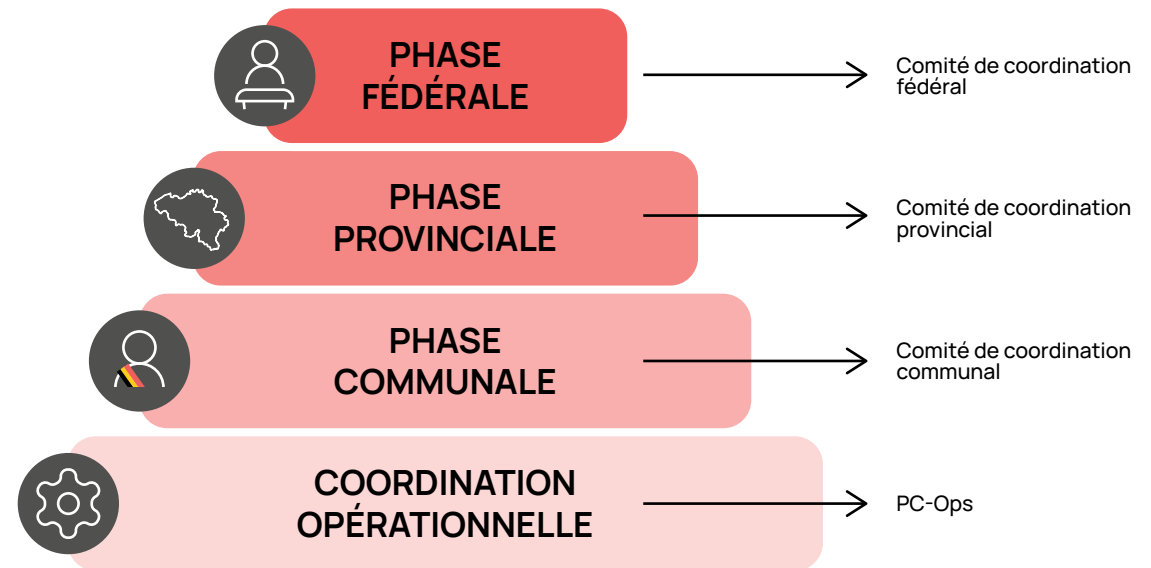 PHASE
FÉDÉRALE
Comité de coordination
fédéral
PHASE
PROVINCIALE
Comité de coordination
provincial
PHASE
COMMUNALE
Comité de coordination
communal
COORDINATION
OPÉRATIONNELLE
PC-Ops